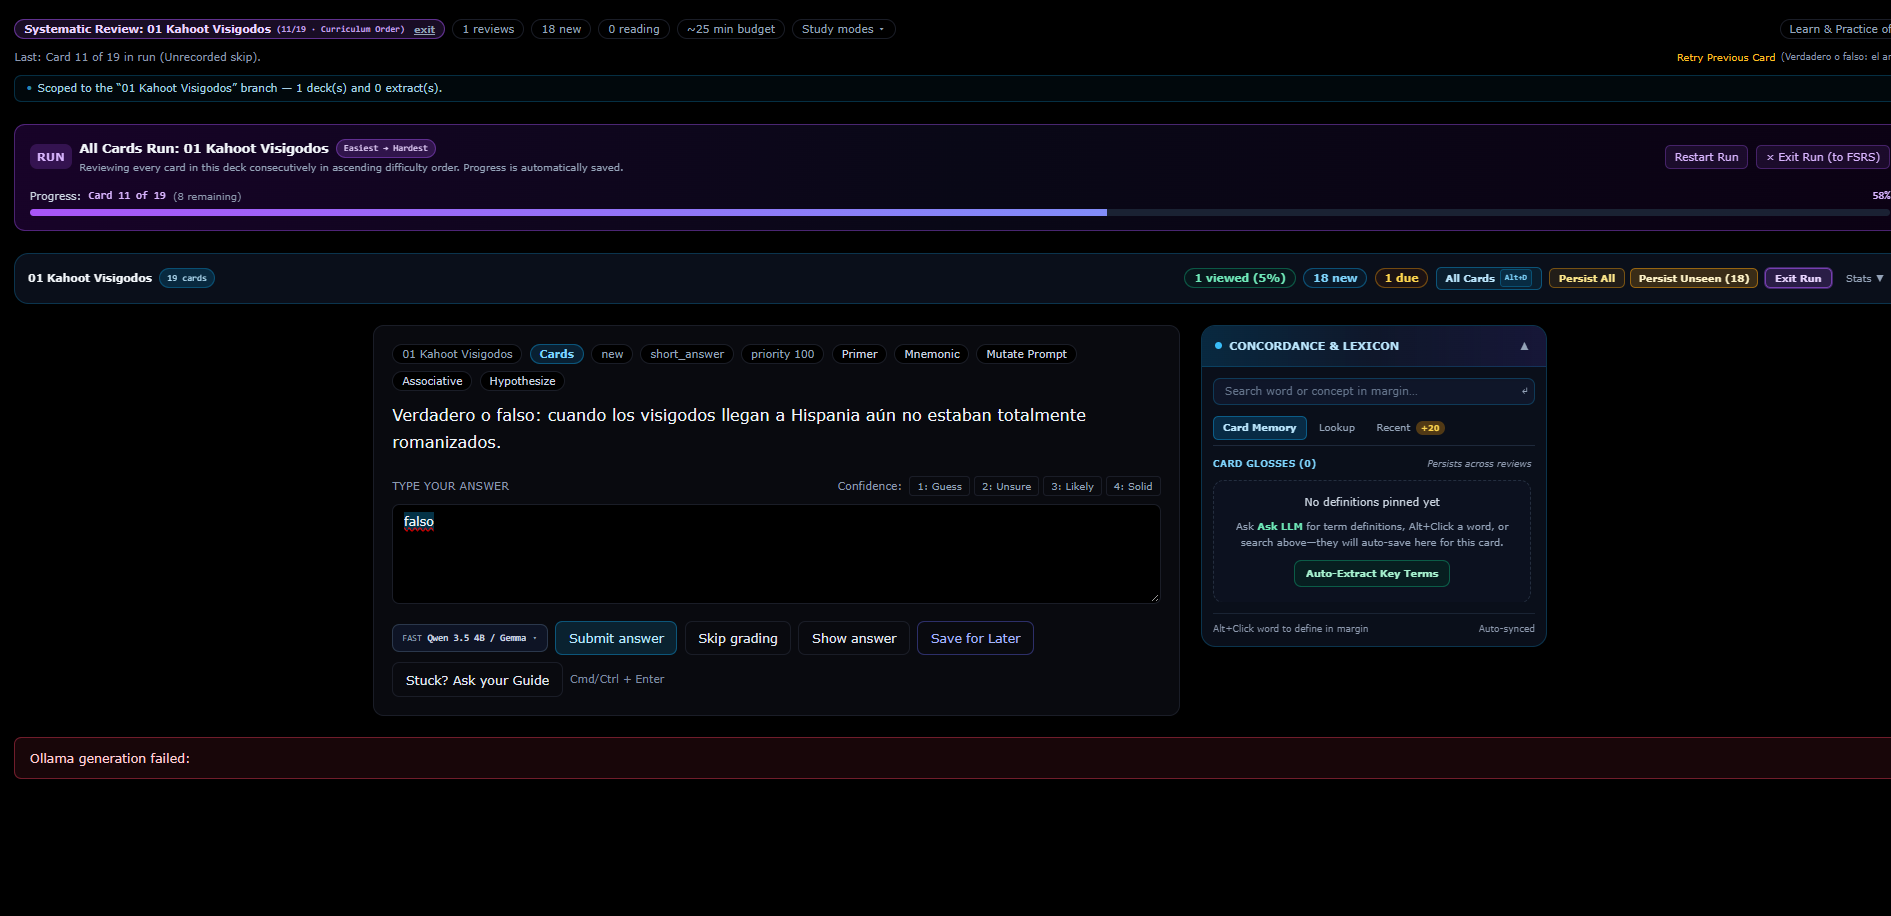 Systematic Review: 01 Kahoot Visigodos (11/19 · Curriculum Order) exit 1 reviews 18 new 0 reading ~25 min budget Study modes Learn & Practice of
Last: Card 11 of 19 in run (Unrecorded skip). Retry Previous Card (Verdadero o falso: el ar
• Scoped to the “01 Kahoot Visigodos” branch — 1 deck(s) and 0 extract(s).
RUN All Cards Run: 01 Kahoot Visigodos Easiest → Hardest
Reviewing every card in this deck consecutively in ascending difficulty order. Progress is automatically saved.
Restart Run × Exit Run (to FSRS)
Progress: Card 11 of 19 (8 remaining) 58%
01 Kahoot Visigodos 19 cards 1 viewed (5%) 18 new 1 due All Cards Alt+D Persist All Persist Unseen (18) Exit Run Stats ▼
01 Kahoot Visigodos Cards new short_answer priority 100 Primer Mnemonic Mutate Prompt
Associative Hypothesize
Verdadero o falso: cuando los visigodos llegan a Hispania aún no estaban totalmente
romanizados.
TYPE YOUR ANSWER Confidence: 1: Guess 2: Unsure 3: Likely 4: Solid
falso
FAST Qwen 3.5 4B / Gemma Submit answer Skip grading Show answer Save for Later
Stuck? Ask your Guide Cmd/Ctrl + Enter
CONCORDANCE & LEXICON ▲
Search word or concept in margin... ↵
Card Memory Lookup Recent +20
CARD GLOSSES (0) Persists across reviews
No definitions pinned yet
Ask Ask LLM for term definitions, Alt+Click a word, or
search above—they will auto-save here for this card.
Auto-Extract Key Terms
Alt+Click word to define in margin Auto-synced
Ollama generation failed: